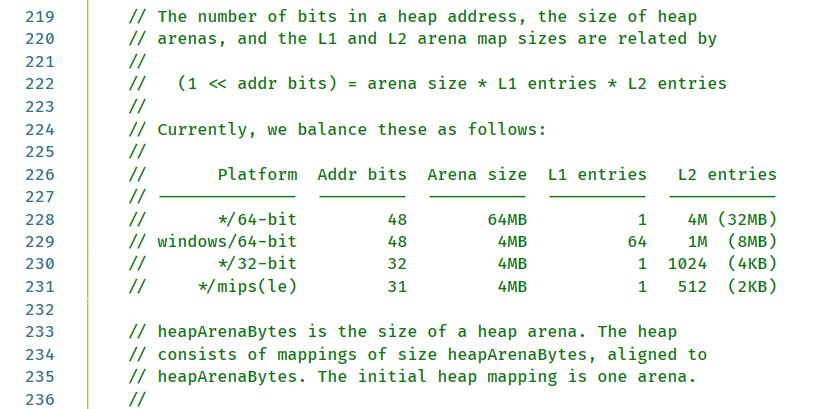 219 // The number of bits in a heap address, the size of heap
220 // arenas, and the L1 and L2 arena map sizes are related by
221 //
222 //   (1 << addr bits) = arena size * L1 entries * L2 entries
223 //
224 // Currently, we balance these as follows:
225 //
226 //       Platform  Addr bits  Arena size  L1 entries   L2 entries
227 // --------------  ---------  ----------  ----------  -----------
228 //       */64-bit         48        64MB           1    4M (32MB)
229 // windows/64-bit         48         4MB          64    1M  (8MB)
230 //       */32-bit         32         4MB           1  1024  (4KB)
231 //     */mips(le)         31         4MB           1   512  (2KB)
232
233 // heapArenaBytes is the size of a heap arena. The heap
234 // consists of mappings of size heapArenaBytes, aligned to
235 // heapArenaBytes. The initial heap mapping is one arena.
236 //